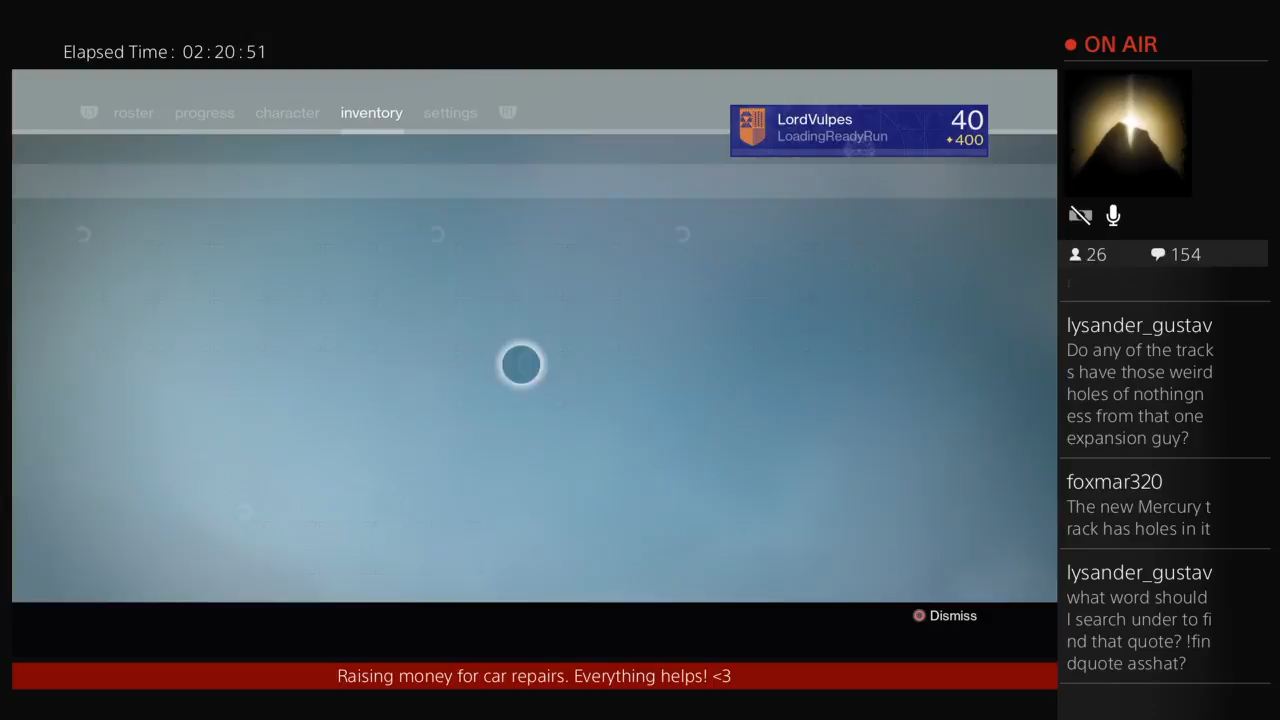 Elapsed Time: 02:20:51
ON AIR
L1 roster progress character inventory settings R1
LordVulpes
LoadingReadyRun
40
400
26 154
lysander_gustav
Do any of the track
s have those weird
holes of nothingn
ess from that one
expansion guy?
foxmar320
The new Mercury t
rack has holes in it
lysander_gustav
what word should
I search under to fi
nd that quote? !fin
dquote asshat?
Dismiss
Raising money for car repairs. Everything helps! <3